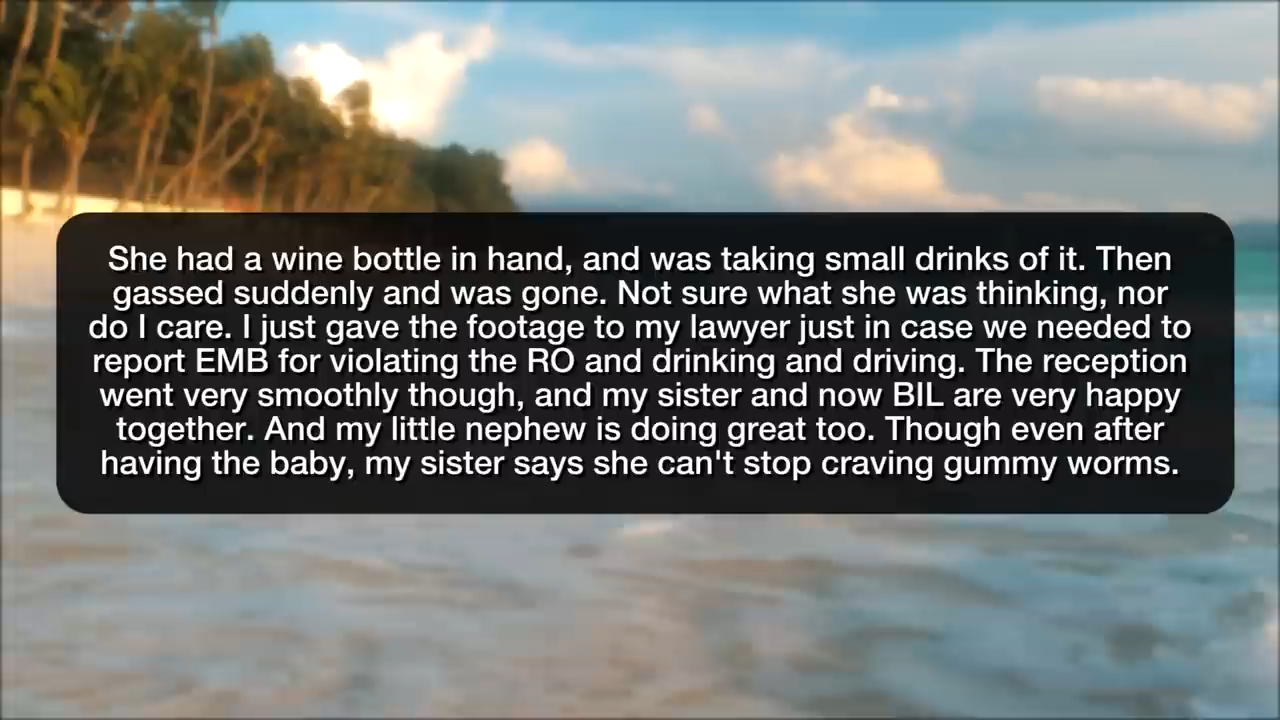 She had a wine bottle in hand, and was taking small drinks of it. Then
gassed suddenly and was gone. Not sure what she was thinking, nor
do I care. I just gave the footage to my lawyer just in case we needed to
report EMB for violating the RO and drinking and driving. The reception
went very smoothly though, and my sister and now BIL are very happy
together. And my little nephew is doing great too. Though even after
having the baby, my sister says she can't stop craving gummy worms.